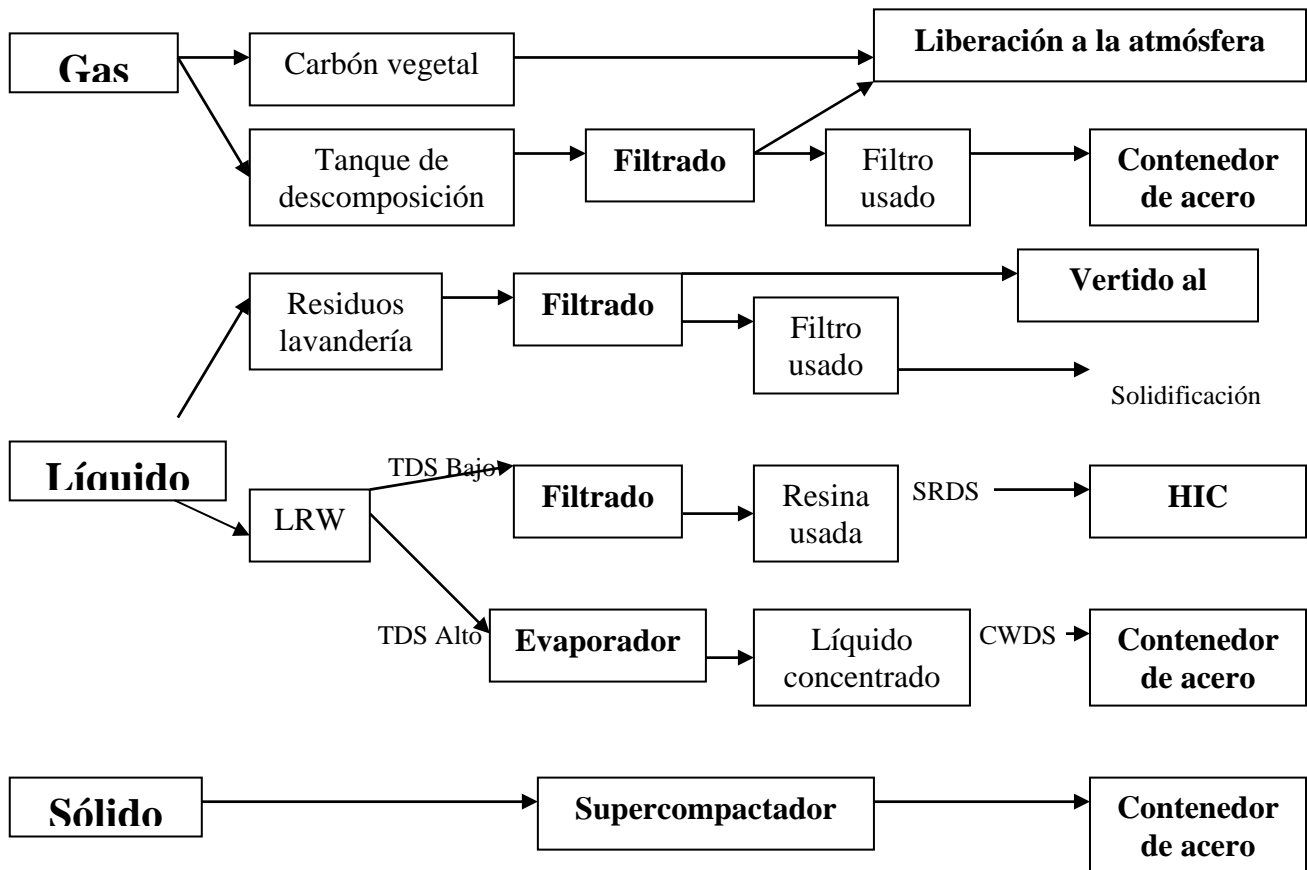 Gas
Carbón vegetal
Liberación a la atmósfera
Tanque de
descomposición
Filtrado
Filtro
usado
Contenedor
de acero
Residuos
lavandería
Filtrado
Vertido al
Filtro
usado
Solidificación
Líquido
LRW
TDS Bajo
Filtrado
Resina
usada
SRDS
HIC
TDS Alto
Evaporador
Líquido
concentrado
CWDS
Contenedor
de acero
Sólido
Supercompactador
Contenedor
de acero